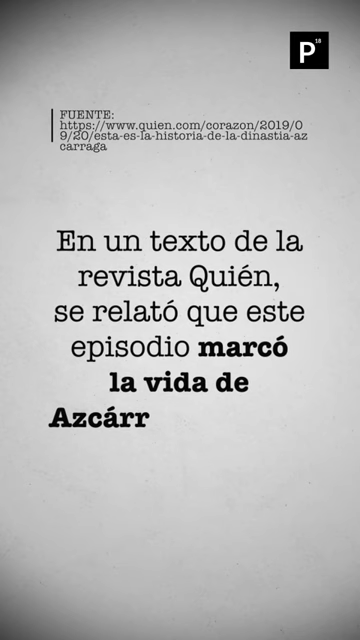 P18
FUENTE:
https://www.quien.com/corazon/2019/0
9/20/esta-es-la-historia-de-la-dinastia-az
carraga
En un texto de la
revista Quién,
se relató que este
episodio marcó
la vida de
Azcárr